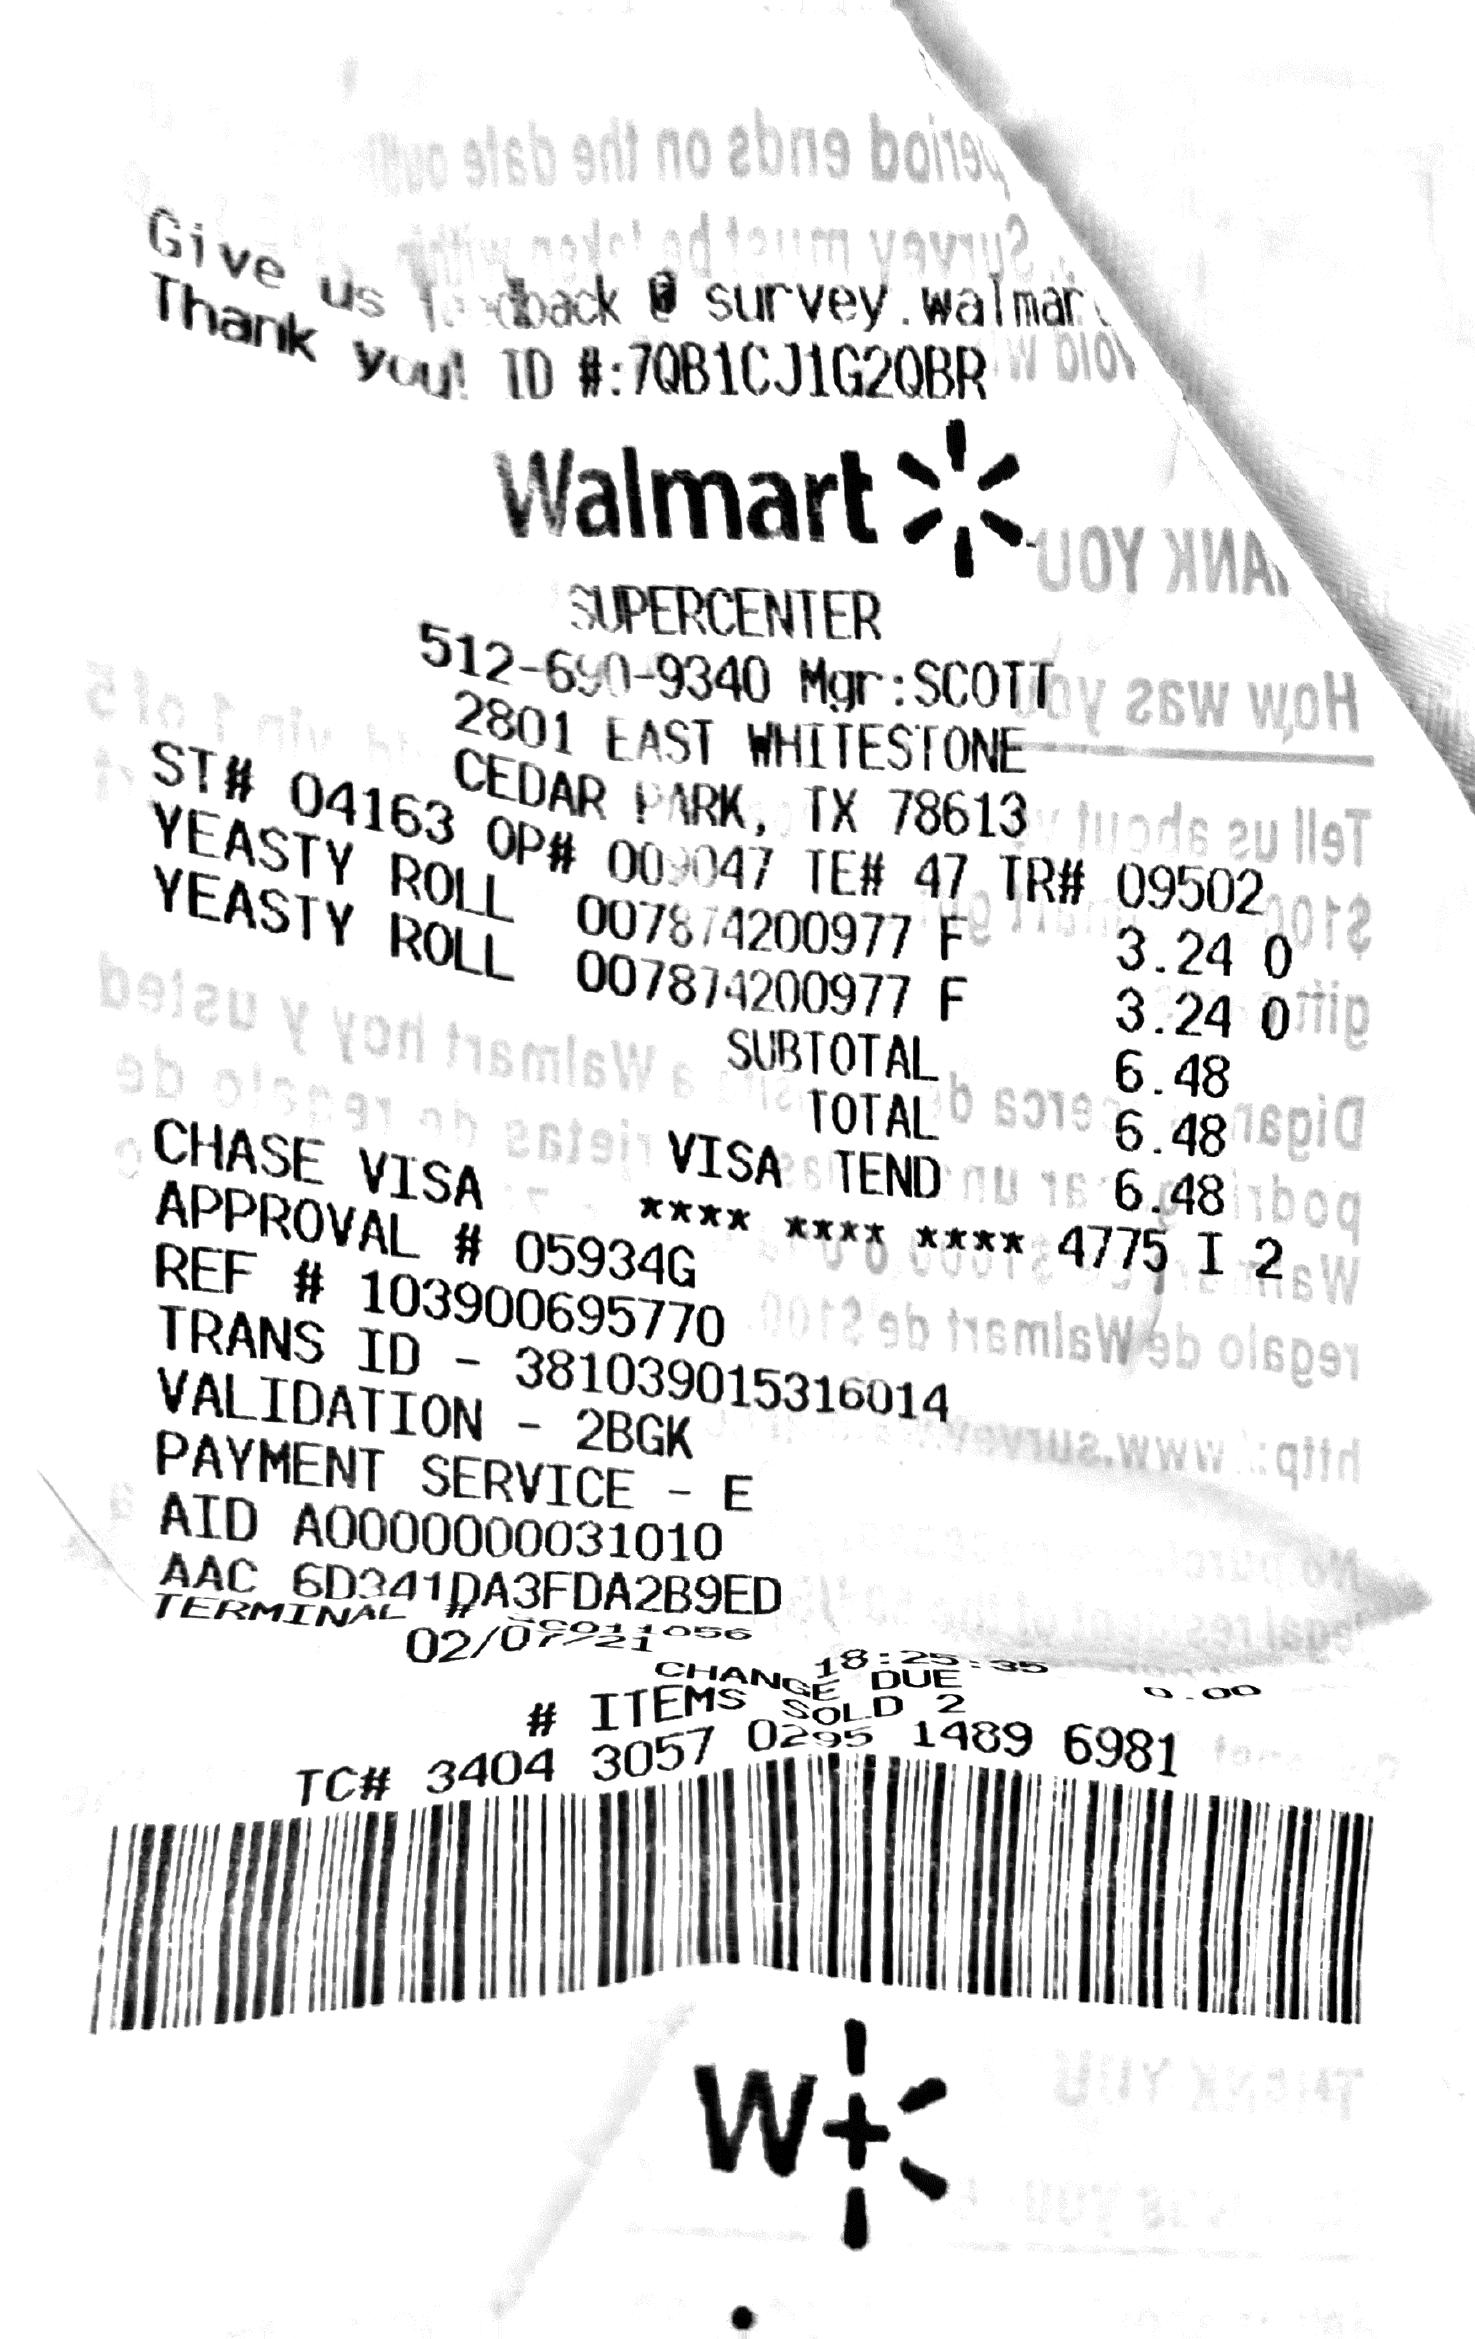 Give us feedback @ survey.walmart
Thank you! ID #:7QB1CJ1G2QBR
Walmart
SUPERCENTER
512-690-9340 Mgr:SCOTT
2801 EAST WHITESTONE
CEDAR PARK, TX 78613
ST# 04163 OP# 009047 TE# 47 TR# 09502
YEASTY ROLL 007874200977 F 3.24 O
YEASTY ROLL 007874200977 F 3.24 O
SUBTOTAL 6.48
TOTAL 6.48
VISA TEND 6.48
CHASE VISA **** **** **** 4775 I 2
APPROVAL # 05934G
REF # 103900695770
TRANS ID - 381039015316014
VALIDATION - 2BGK
PAYMENT SERVICE - E
AID A0000000031010
AAC 6D341DA3FDA2B9ED
TERMINAL # SC011056
02/07/21 18:25:35
CHANGE DUE 0.00
# ITEMS SOLD 2
TC# 3404 3057 0295 1489 6981
W+